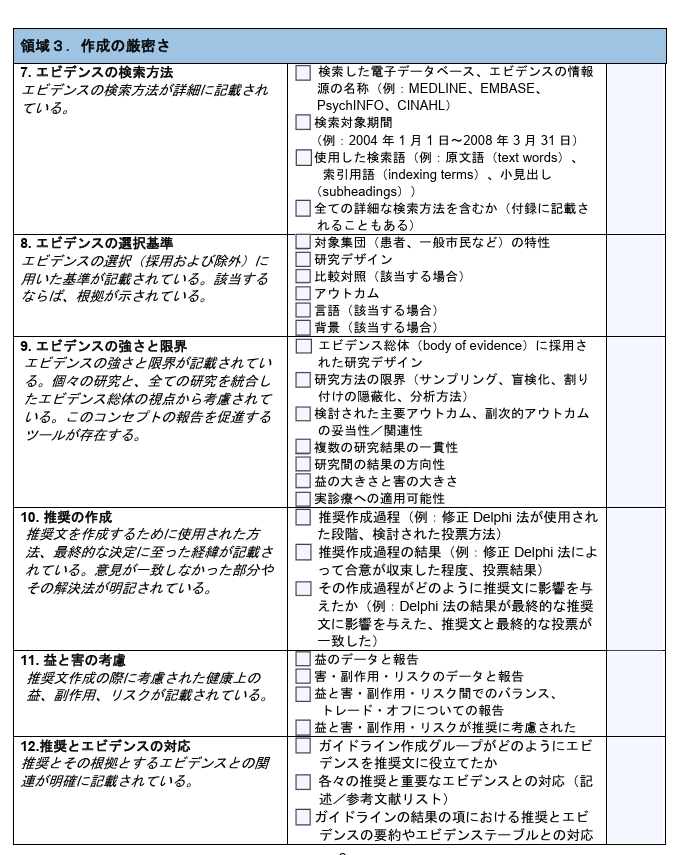 領域３．作成の厳密さ
7. エビデンスの検索方法
エビデンスの検索方法が詳細に記載され
ている。
検索した電子データベース、エビデンスの情報
源の名称（例：MEDLINE、EMBASE、
PsychINFO、CINAHL）
検索対象期間
（例：2004 年 1 月 1 日～2008 年 3 月 31 日）
使用した検索語（例：原文語（text words）、
索引用語（indexing terms）、小見出し
（subheadings））
全ての詳細な検索方法を含むか（付録に記載さ
れることもある）
8. エビデンスの選択基準
エビデンスの選択（採用および除外）に
用いた基準が記載されている。該当する
ならば、根拠が示されている。
対象集団（患者、一般市民など）の特性
研究デザイン
比較対照（該当する場合）
アウトカム
言語（該当する場合）
背景（該当する場合）
9. エビデンスの強さと限界
エビデンスの強さと限界が記載されてい
る。個々の研究と、全ての研究を統合し
たエビデンス総体の視点から考慮されて
いる。このコンセプトの報告を促進する
ツールが存在する。
エビデンス総体（body of evidence）に採用さ
れた研究デザイン
研究方法の限界（サンプリング、盲検化、割り
付けの隠蔽化、分析方法）
検討された主要アウトカム、副次的アウトカム
の妥当性／関連性
複数の研究結果の一貫性
研究間の結果の方向性
益の大きさと害の大きさ
実診療への適用可能性
10. 推奨の作成
推奨文を作成するために使用された方
法、最終的な決定に至った経緯が記載さ
れている。意見が一致しなかった部分や
その解決法が明記されている。
推奨作成過程（例：修正 Delphi 法が使用され
た段階、検討された投票方法）
推奨作成過程の結果（例：修正 Delphi 法によ
って合意が収束した程度、投票結果）
その作成過程がどのように推奨文に影響を与
えたか（例：Delphi 法の結果が最終的な推奨
文に影響を与えた、推奨文と最終的な投票が
一致した）
11. 益と害の考慮
推奨文作成の際に考慮された健康上の
益、副作用、リスクが記載されている。
益のデータと報告
害・副作用・リスクのデータと報告
益と害・副作用・リスク間でのバランス、
トレード・オフについての報告
益と害・副作用・リスクが推奨に考慮された
12.推奨とエビデンスの対応
推奨とその根拠とするエビデンスとの関
連が明確に記載されている。
ガイドライン作成グループがどのようにエビ
デンスを推奨文に役立てたか
各々の推奨と重要なエビデンスとの対応（記
述／参考文献リスト）
ガイドラインの結果の項における推奨とエビ
デンスの要約やエビデンステーブルとの対応